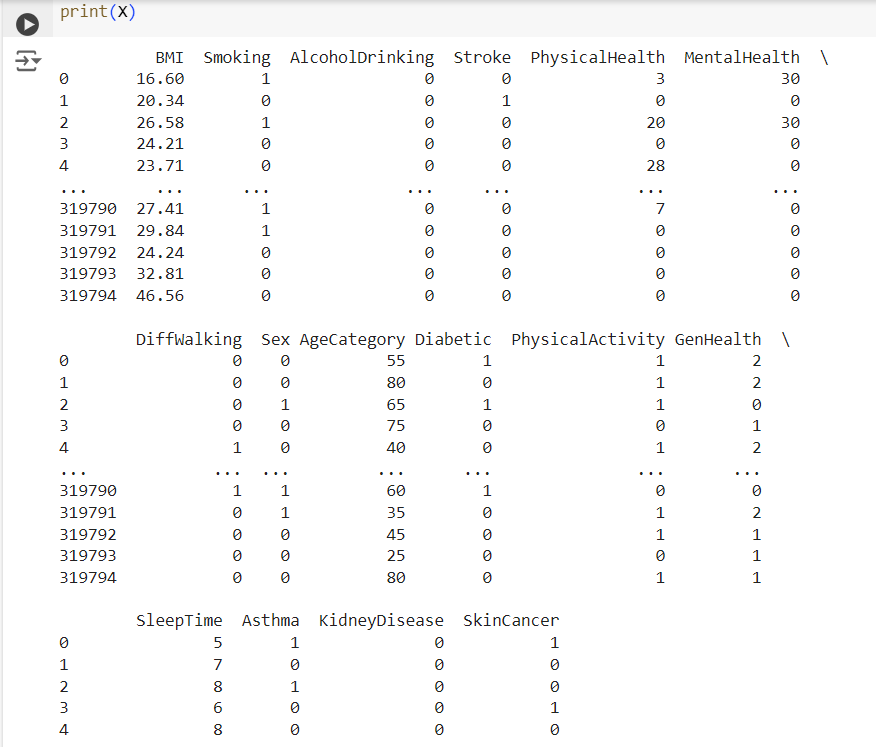 print(X)
BMI Smoking AlcoholDrinking Stroke PhysicalHealth MentalHealth \
0 16.60 1 0 0 3 30
1 20.34 0 0 1 0 0
2 26.58 1 0 0 20 30
3 24.21 0 0 0 0 0
4 23.71 0 0 0 28 0
... ... ... ... ... ... ...
319790 27.41 1 0 0 7 0
319791 29.84 1 0 0 0 0
319792 24.24 0 0 0 0 0
319793 32.81 0 0 0 0 0
319794 46.56 0 0 0 0 0
DiffWalking Sex AgeCategory Diabetic PhysicalActivity GenHealth \
0 0 0 55 1 1 2
1 0 0 80 0 1 2
2 0 1 65 1 1 0
3 0 0 75 0 0 1
4 1 0 40 0 1 2
... ... ... ... ... ... ...
319790 1 1 60 1 0 0
319791 0 1 35 0 1 2
319792 0 0 45 0 1 1
319793 0 0 25 0 0 1
319794 0 0 80 0 1 1
SleepTime Asthma KidneyDisease SkinCancer
0 5 1 0 1
1 7 0 0 0
2 8 1 0 0
3 6 0 0 1
4 8 0 0 0